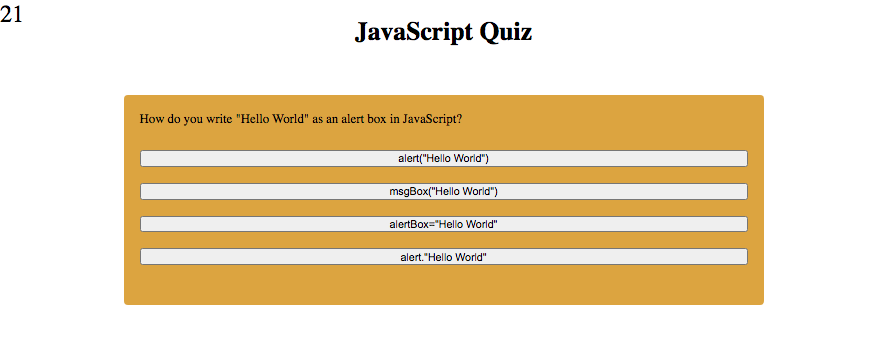 21
JavaScript Quiz
How do you write "Hello World" as an alert box in JavaScript?
alert("Hello World")
msgBox("Hello World")
alertBox="Hello World"
alert."Hello World"